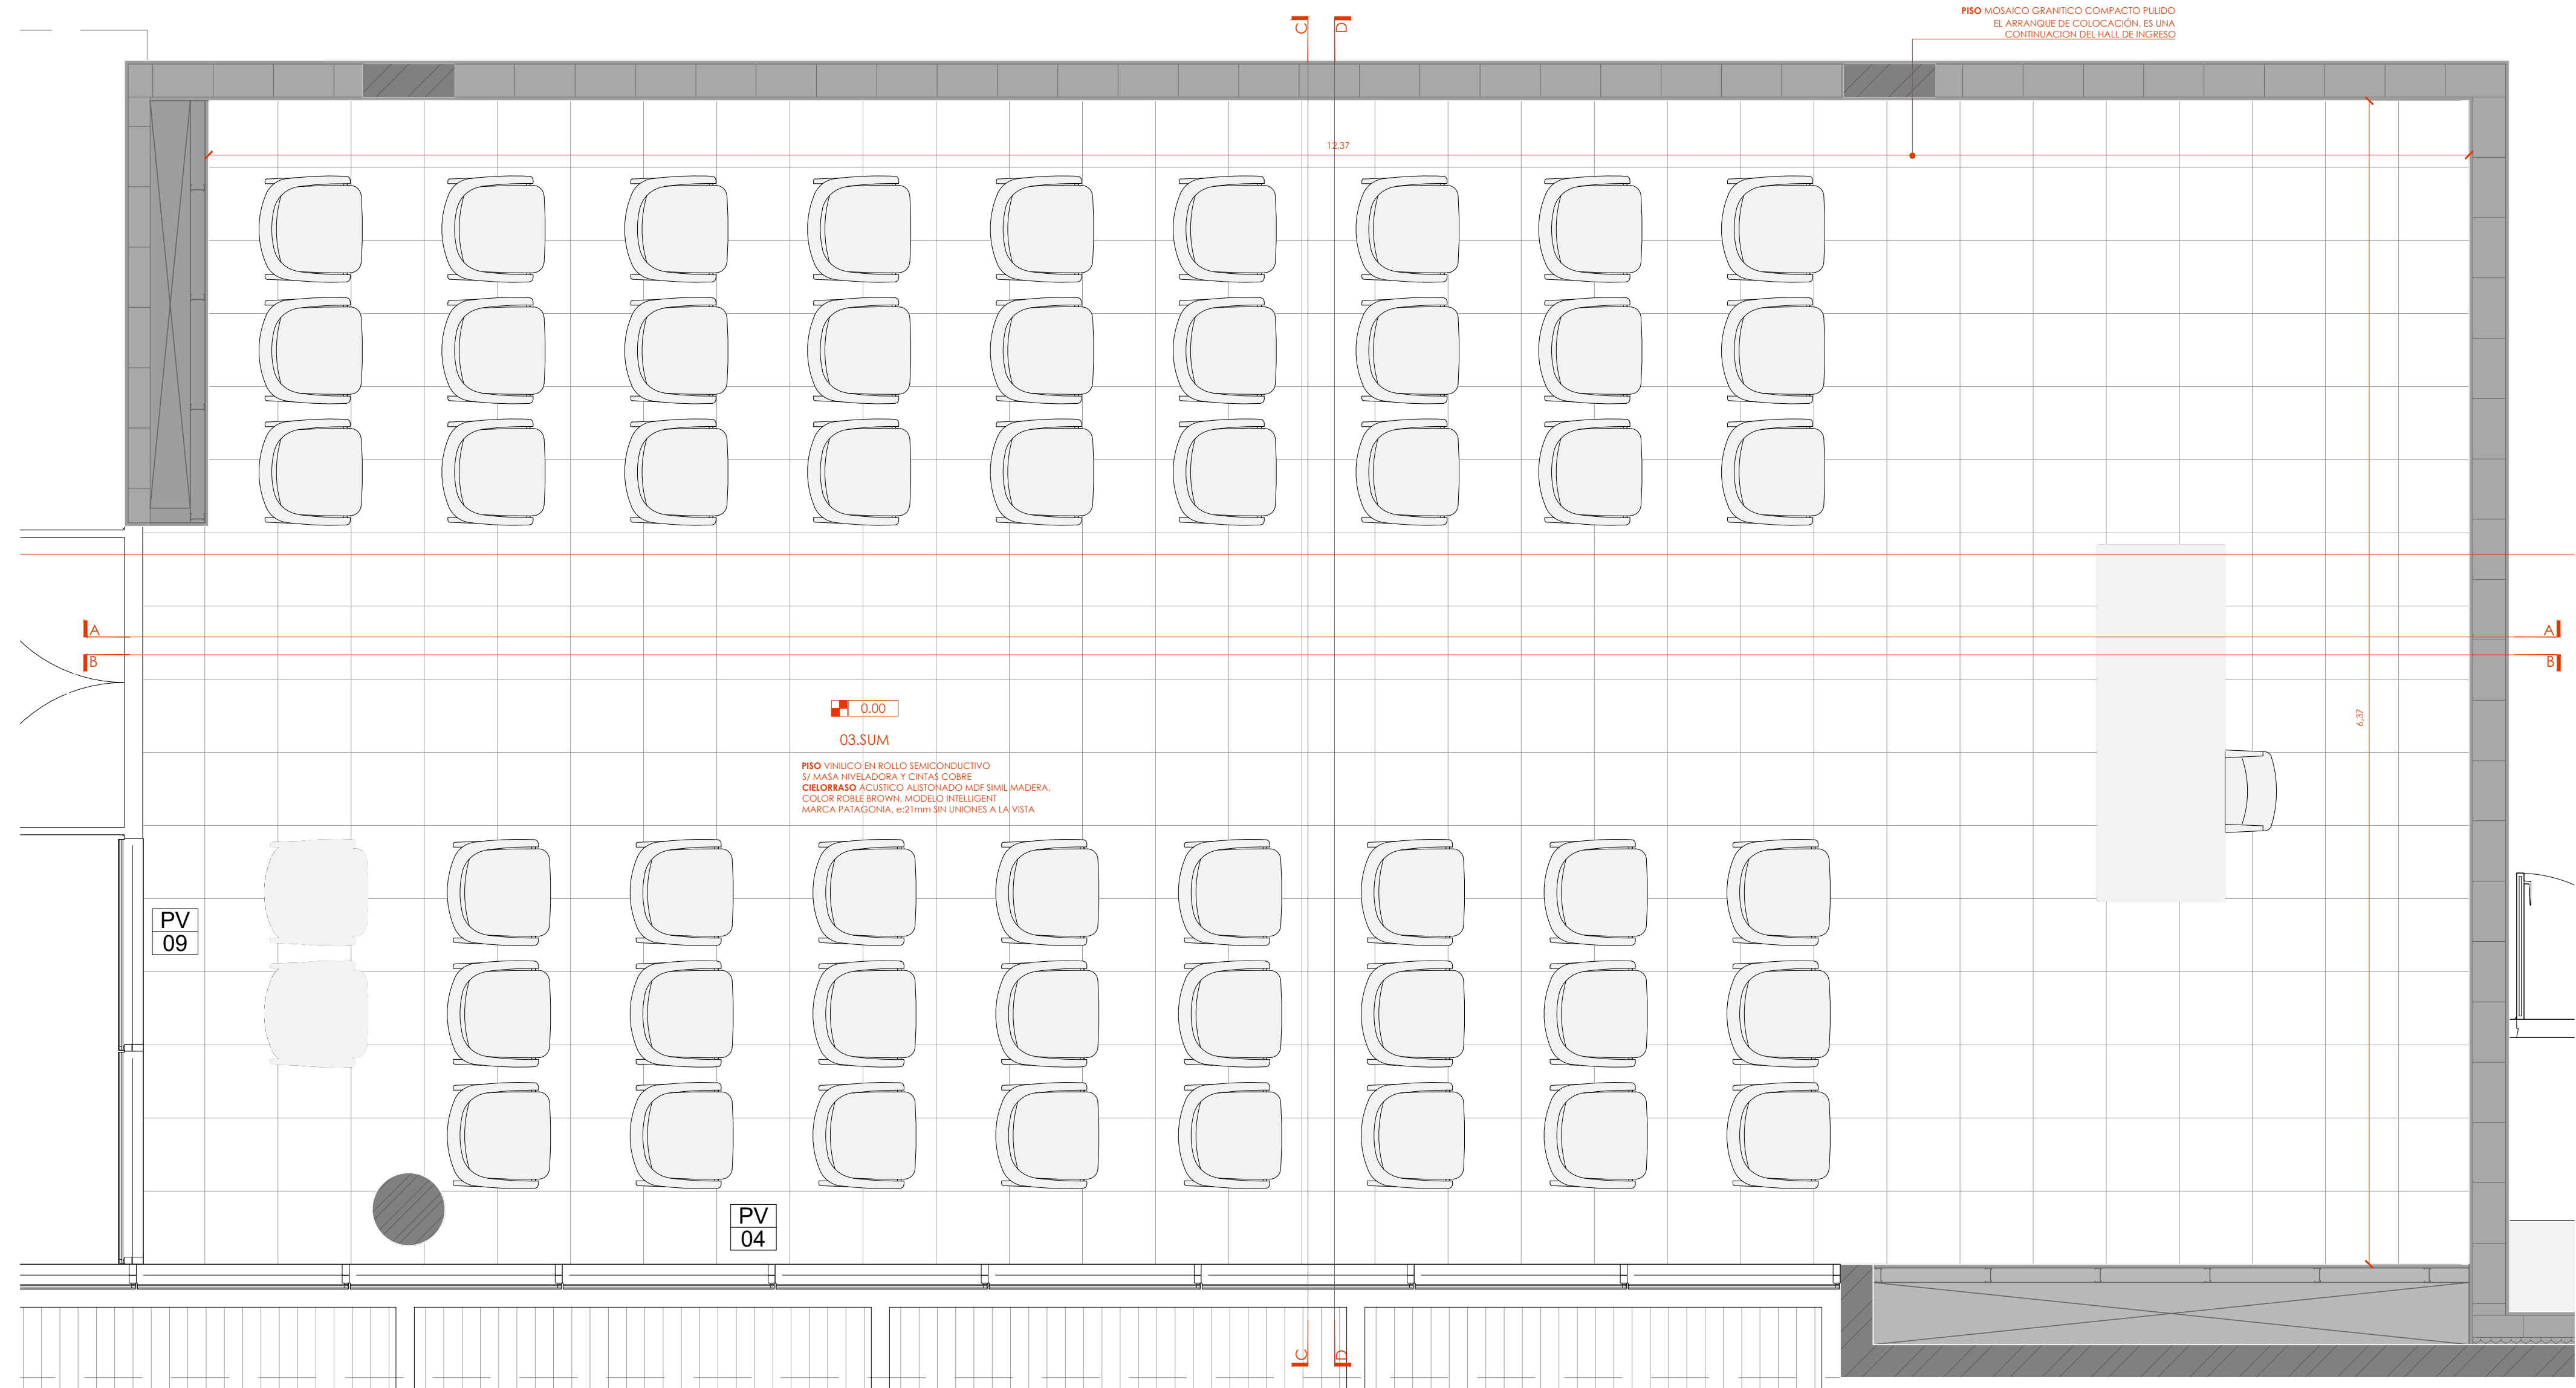 C
D
PISO MOSAICO GRANITICO COMPACTO PULIDO
EL ARRANQUE DE COLOCACIÓN, ES UNA
CONTINUACION DEL HALL DE INGRESO
12.37
A
A
B
B
6.37
0.00
03.SUM
PISO VINILICO EN ROLLO SEMICONDUCTIVO
S/ MASA NIVELADORA Y CINTAS COBRE
CIELORRASO ACUSTICO ALISTONADO MDF SIMIL MADERA,
COLOR ROBLE BROWN, MODELO INTELLIGENT
MARCA PATAGONIA, e:21mm SIN UNIONES A LA VISTA
PV
09
PV
04
C
D